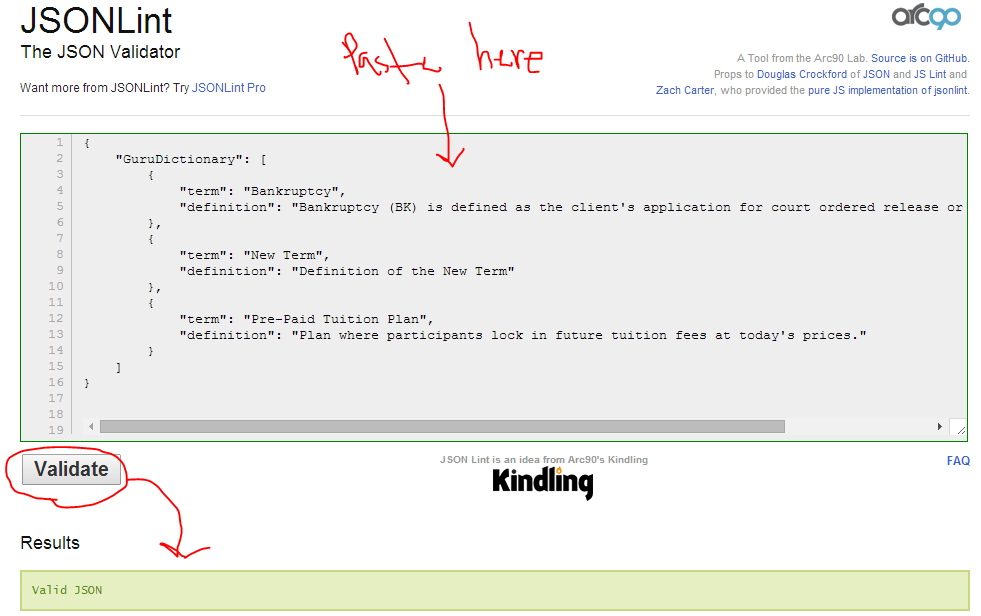 JSONLint
arc90
The JSON Validator
Paste here
A Tool from the Arc90 Lab. Source is on GitHub.
Props to Douglas Crockford of JSON and JS Lint and
Zach Carter, who provided the pure JS implementation of jsonlint.
Want more from JSONLint? Try JSONLint Pro
1 {
2 "GuruDictionary": [
3 {
4 "term": "Bankruptcy",
5 "definition": "Bankruptcy (BK) is defined as the client's application for court ordered release or
6 },
7 {
8 "term": "New Term",
9 "definition": "Definition of the New Term"
10 },
11 {
12 "term": "Pre-Paid Tuition Plan",
13 "definition": "Plan where participants lock in future tuition fees at today's prices."
14 }
15 ]
16 }
17
18
19
Validate
JSON Lint is an idea from Arc90's Kindling
Kindling
FAQ
Results
Valid JSON